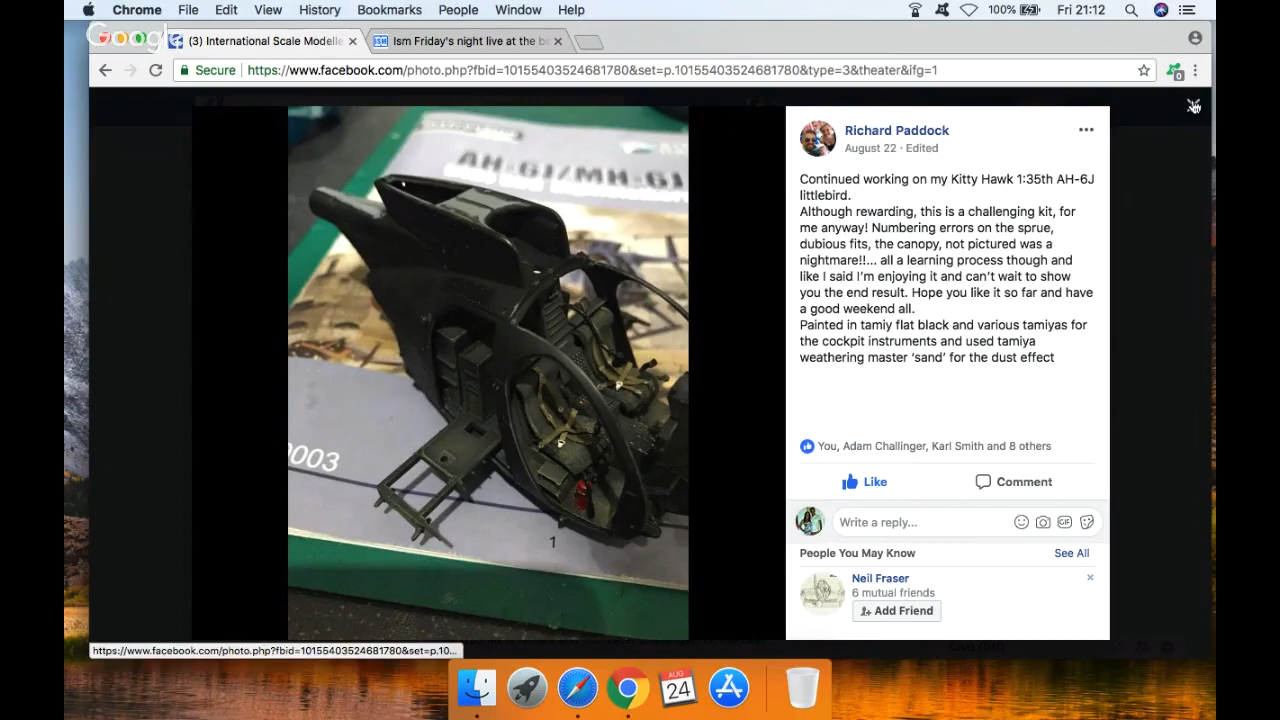 Chrome File Edit View History Bookmarks People Window Help 100% Fri 21:12
Google
(3) International Scale Modelle
ISM Ism Friday's night live at the be
Secure https://www.facebook.com/photo.php?fbid=10155403524681780&set=p.10155403524681780&type=3&theater&ifg=1 0
AH-6J/MH-6J
0003
1
Richard Paddock
August 22 · Edited
Continued working on my Kitty Hawk 1:35th AH-6J
littlebird.
Although rewarding, this is a challenging kit, for
me anyway! Numbering errors on the sprue,
dubious fits, the canopy, not pictured was a
nightmare!!... all a learning process though and
like I said I'm enjoying it and can't wait to show
you the end result. Hope you like it so far and have
a good weekend all.
Painted in tamiy flat black and various tamiyas for
the cockpit instruments and used tamiya
weathering master 'sand' for the dust effect
You, Adam Challinger, Karl Smith and 8 others
Like Comment
Write a reply... GIF
People You May Know See All
Neil Fraser
6 mutual friends
Add Friend
Chat (Off)
https://www.facebook.com/photo.php?fbid=10155403524681780&set=p.10...
AUG
24